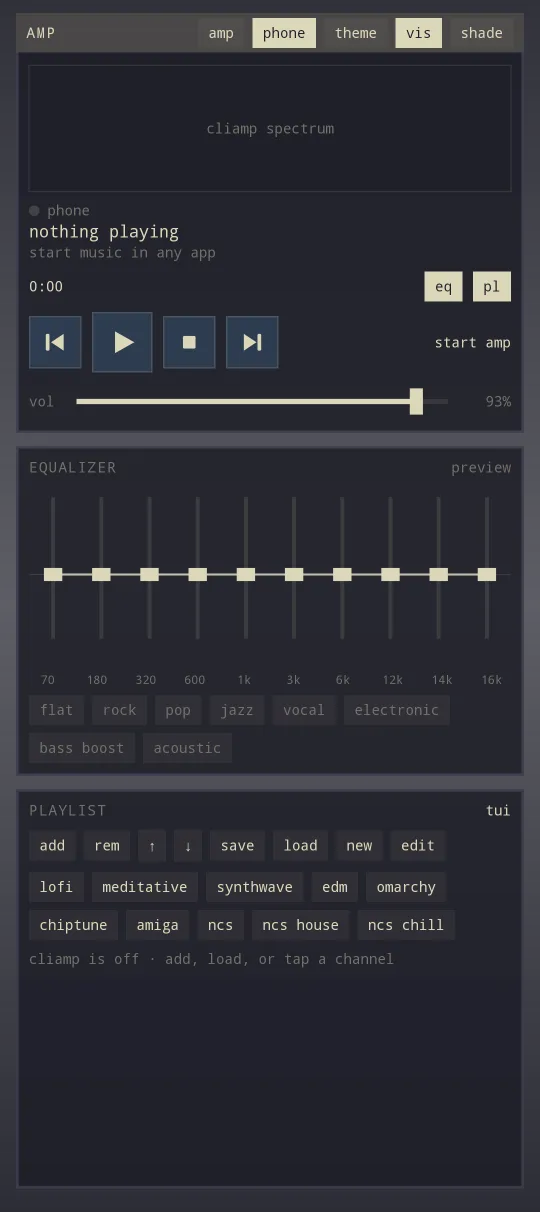 AMP amp phone theme vis shade
cliamp spectrum
phone
nothing playing
start music in any app
0:00 eq pl
start amp
vol 93%
EQUALIZER preview
70 180 320 600 1k 3k 6k 12k 14k 16k
flat rock pop jazz vocal electronic
bass boost acoustic
PLAYLIST tui
add rem ↑ ↓ save load new edit
lofi meditative synthwave edm omarchy
chiptune amiga ncs ncs house ncs chill
cliamp is off · add, load, or tap a channel